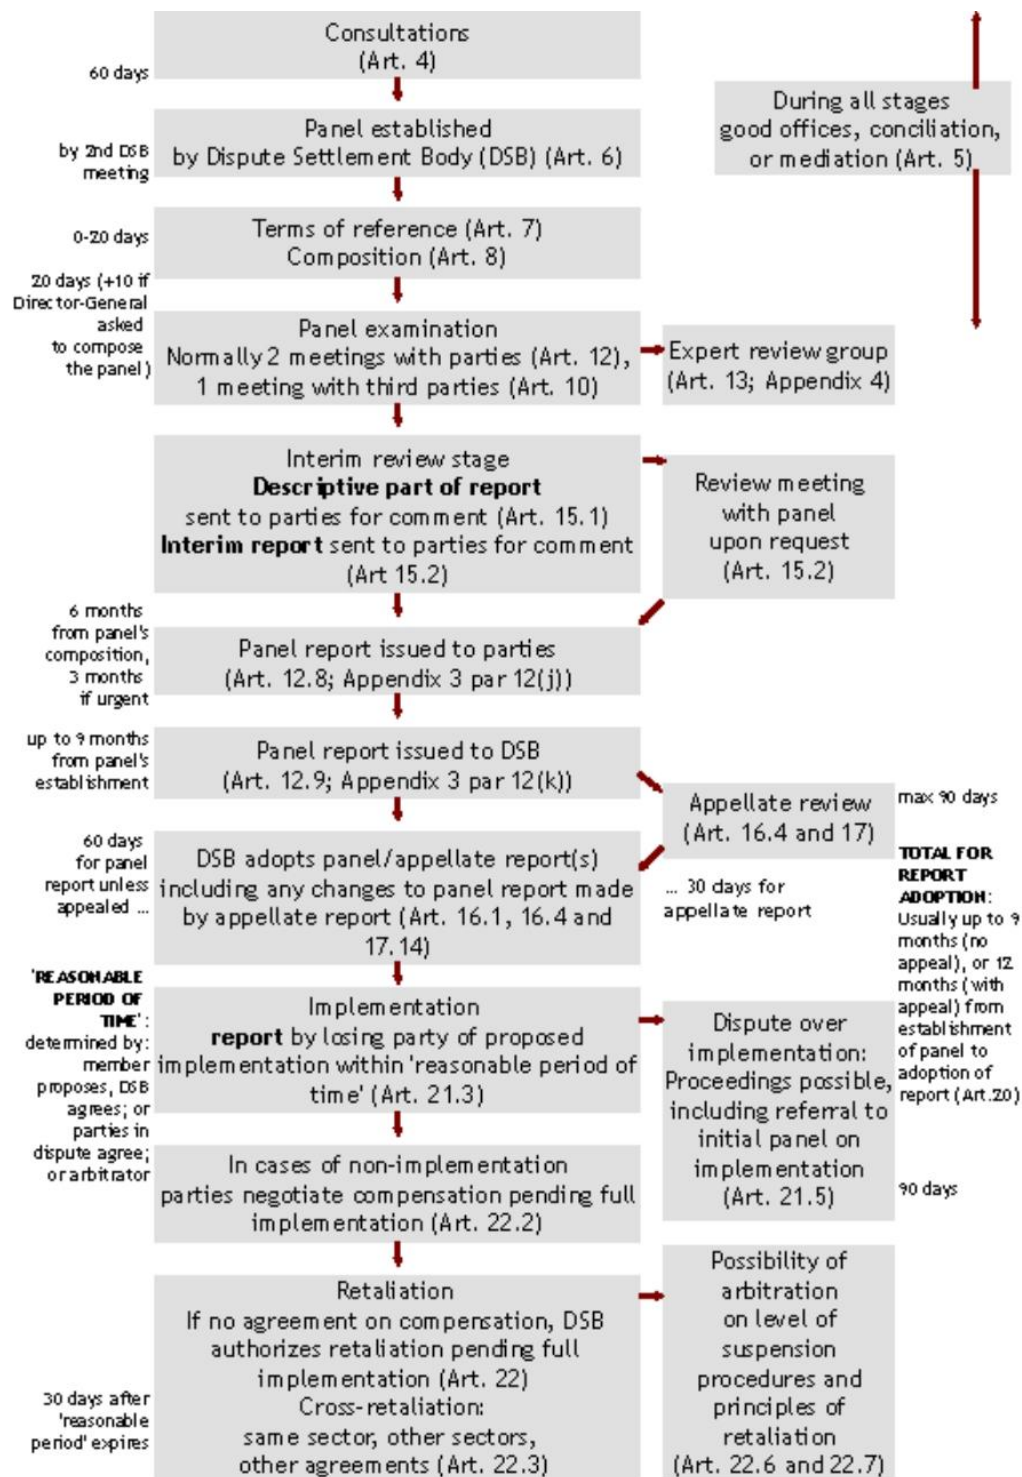 Consultations
(Art. 4)
60 days
During all stages
good offices, conciliation,
or mediation (Art. 5)
Panel established
by Dispute Settlement Body (DSB) (Art. 6)
by 2nd DSB
meeting
0-20 days
Terms of reference (Art. 7)
Composition (Art. 8)
20 days (+10 if
Director-General
asked
to compose
the panel)
Panel examination
Normally 2 meetings with parties (Art. 12),
1 meeting with third parties (Art. 10)
Expert review group
(Art. 13; Appendix 4)
Interim review stage
Descriptive part of report
sent to parties for comment (Art. 15.1)
Interim report sent to parties for comment
(Art 15.2)
Review meeting
with panel
upon request
(Art. 15.2)
6 months
from panel's
composition,
3 months
if urgent
Panel report issued to parties
(Art. 12.8; Appendix 3 par 12(j))
up to 9 months
from panel's
establishment
Panel report issued to DSB
(Art. 12.9; Appendix 3 par 12(k))
Appellate review
(Art. 16.4 and 17)
max 90 days
60 days
for panel
report unless
appealed ...
DSB adopts panel/appellate report(s)
including any changes to panel report made
by appellate report (Art. 16.1, 16.4 and
17.14)
... 30 days for
appellate report
TOTAL FOR
REPORT
ADOPTION:
Usually up to 9
months (no
appeal), or 12
months (with
appeal) from
establishment
of panel to
adoption of
report (Art.20)
'REASONABLE
PERIOD OF
TIME':
determined by:
member
proposes, DSB
agrees; or
parties in
dispute agree;
or arbitrator
Implementation
report by losing party of proposed
implementation within 'reasonable period of
time' (Art. 21.3)
Dispute over
implementation:
Proceedings possible,
including referral to
initial panel on
implementation
(Art. 21.5)
90 days
In cases of non-implementation
parties negotiate compensation pending full
implementation (Art. 22.2)
Retaliation
If no agreement on compensation, DSB
authorizes retaliation pending full
implementation (Art. 22)
Cross-retaliation:
same sector, other sectors,
other agreements (Art. 22.3)
30 days after
'reasonable
period' expires
Possibility of
arbitration
on level of
suspension
procedures and
principles of
retaliation
(Art. 22.6 and 22.7)